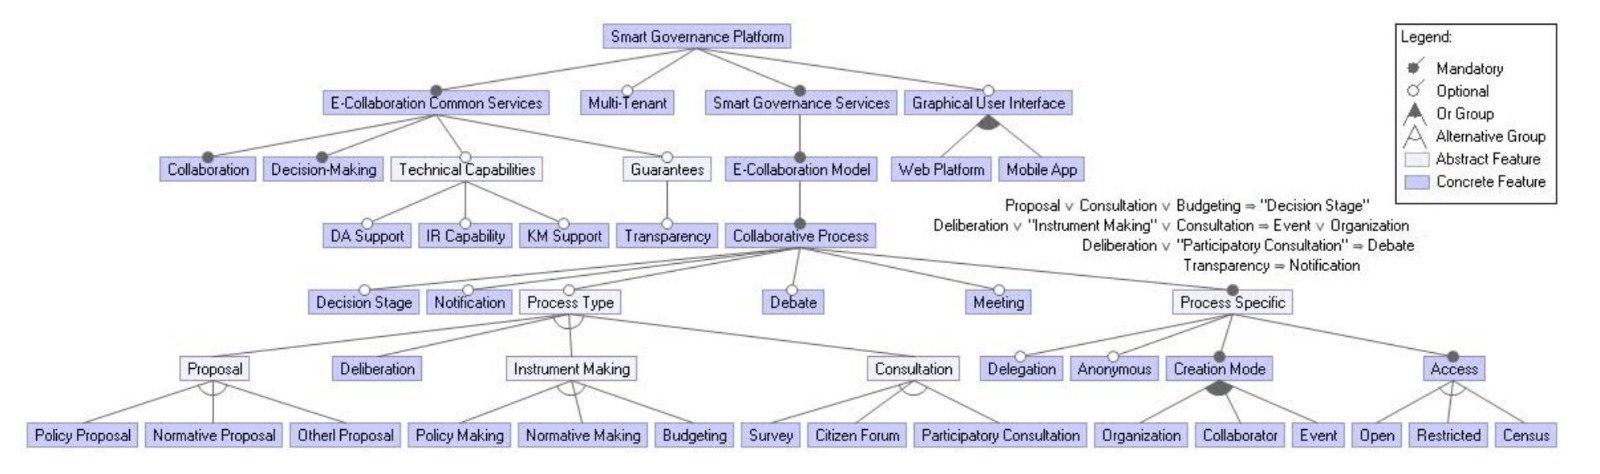 Smart Governance Platform
Legend:
Mandatory
Optional
Or Group
Alternative Group
Abstract Feature
Concrete Feature
E-Collaboration Common Services
Multi-Tenant
Smart Governance Services
Graphical User Interface
Collaboration
Decision-Making
Technical Capabilities
Guarantees
E-Collaboration Model
Web Platform
Mobile App
Proposal ∨ Consultation ∨ Budgeting ⇒ "Decision Stage"
Deliberation ∨ "Instrument Making" ∨ Consultation ⇒ Event ∨ Organization
Deliberation ∨ "Participatory Consultation" ⇒ Debate
Transparency ⇒ Notification
DA Support
IR Capability
KM Support
Transparency
Collaborative Process
Decision Stage
Notification
Process Type
Debate
Meeting
Process Specific
Proposal
Deliberation
Instrument Making
Consultation
Delegation
Anonymous
Creation Mode
Access
Policy Proposal
Normative Proposal
Otherl Proposal
Policy Making
Normative Making
Budgeting
Survey
Citizen Forum
Participatory Consultation
Organization
Collaborator
Event
Open
Restricted
Census